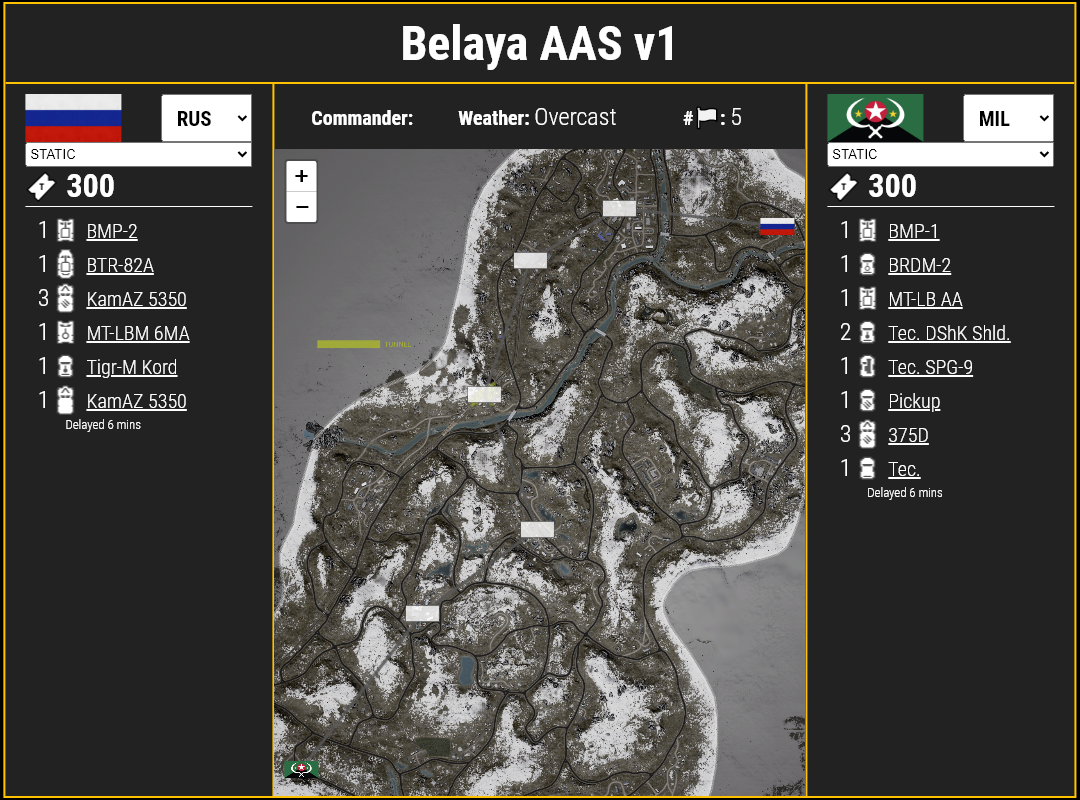 Belaya AAS v1
RUS
STATIC
300
1 BMP-2
1 BTR-82A
3 KamAZ 5350
1 MT-LBM 6MA
1 Tigr-M Kord
1 KamAZ 5350
Delayed 6 mins
Commander: Weather: Overcast # : 5
+
−
TUNNEL
MIL
STATIC
300
1 BMP-1
1 BRDM-2
1 MT-LB AA
2 Tec. DShK Shld.
1 Tec. SPG-9
1 Pickup
3 375D
1 Tec.
Delayed 6 mins